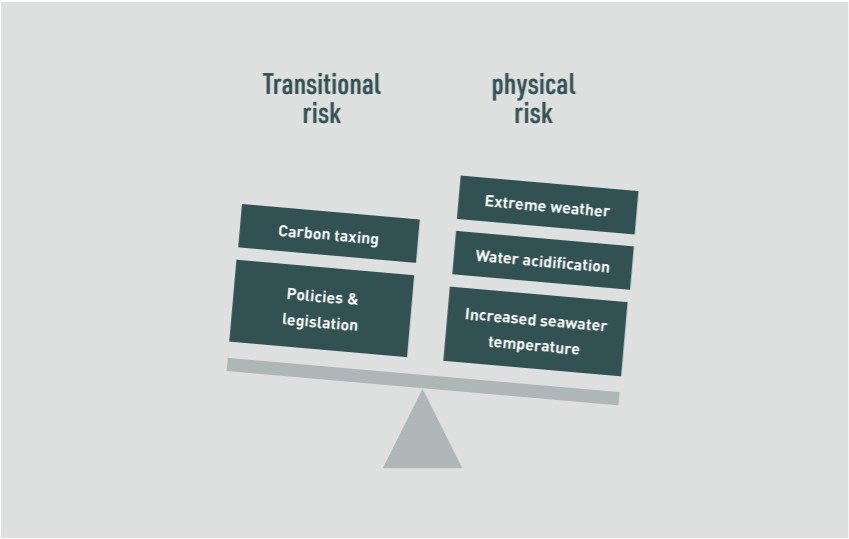 Transitional
risk
physical
risk
Carbon taxing
Policies &
legislation
Extreme weather
Water acidification
Increased seawater
temperature